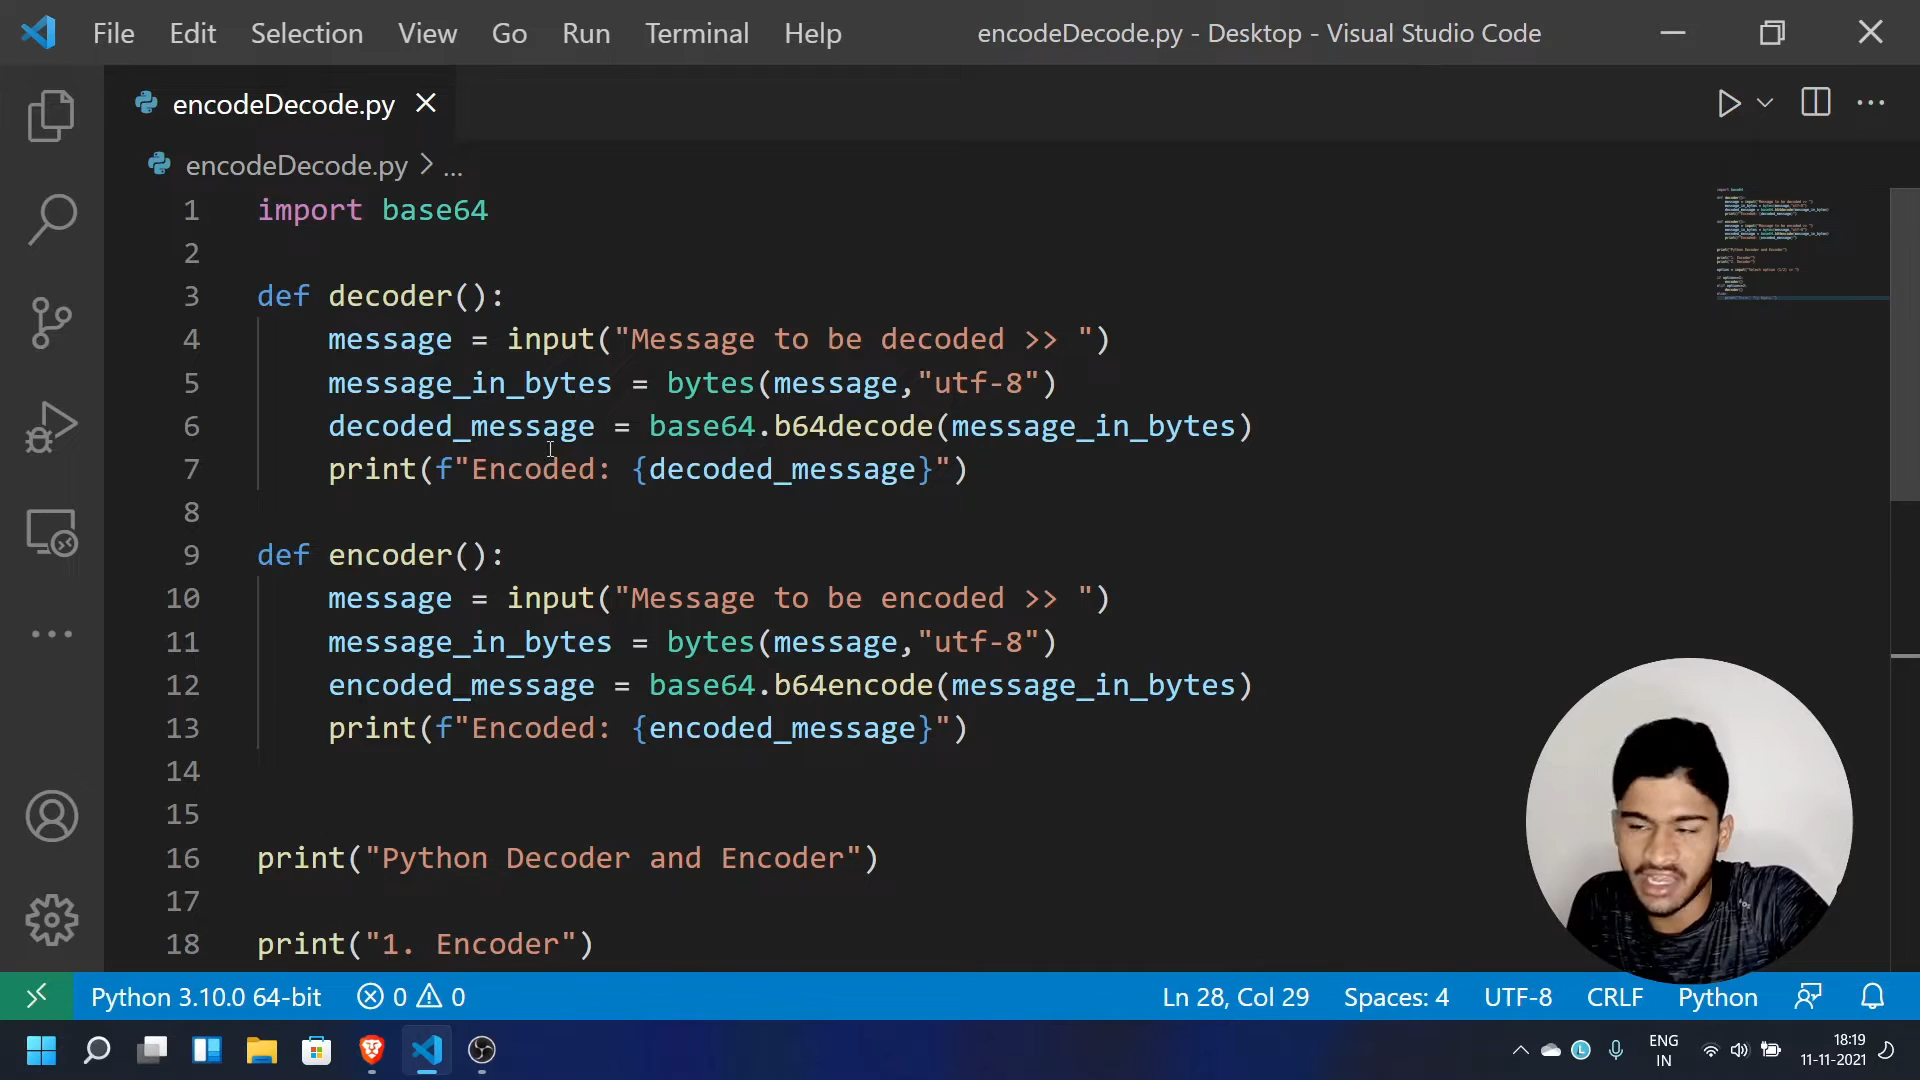 File Edit Selection View Go Run Terminal Help encodeDecode.py - Desktop - Visual Studio Code
encodeDecode.py
encodeDecode.py > ...
1 import base64
2
3 def decoder():
4 message = input("Message to be decoded >> ")
5 message_in_bytes = bytes(message,"utf-8")
6 decoded_message = base64.b64decode(message_in_bytes)
7 print(f"Encoded: {decoded_message}")
8
9 def encoder():
10 message = input("Message to be encoded >> ")
11 message_in_bytes = bytes(message,"utf-8")
12 encoded_message = base64.b64encode(message_in_bytes)
13 print(f"Encoded: {encoded_message}")
14
15
16 print("Python Decoder and Encoder")
17
18 print("1. Encoder")
Python 3.10.0 64-bit 0 0 Ln 28, Col 29 Spaces: 4 UTF-8 CRLF Python
ENG 18:19
IN 11-11-2021